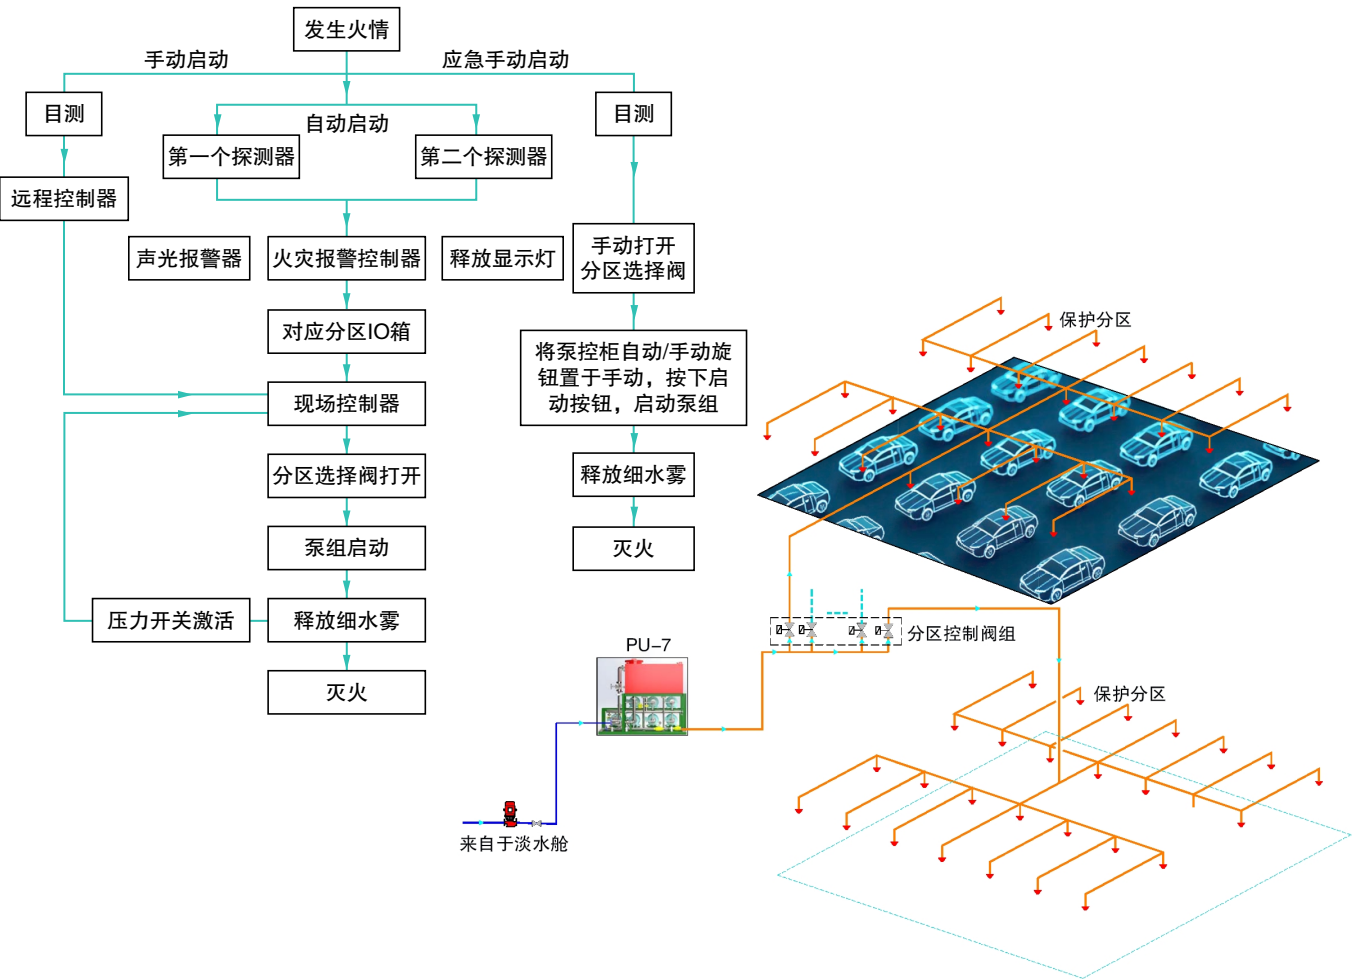 发生火情
手动启动
应急手动启动
目测
自动启动
目测
第一个探测器
第二个探测器
远程控制器
声光报警器
火灾报警控制器
释放显示灯
手动打开
分区选择阀
对应分区IO箱
将泵控柜自动/手动旋
钮置于手动，按下启
动按钮，启动泵组
现场控制器
分区选择阀打开
释放细水雾
泵组启动
灭火
压力开关激活
释放细水雾
灭火
保护分区
分区控制阀组
PU-7
保护分区
来自于淡水舱